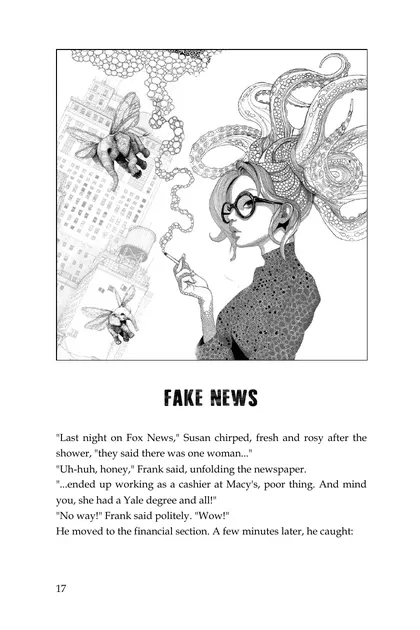 FAKE NEWS
"Last night on Fox News," Susan chirped, fresh and rosy after the
shower, "they said there was one woman..."
"Uh-huh, honey," Frank said, unfolding the newspaper.
"...ended up working as a cashier at Macy's, poor thing. And mind
you, she had a Yale degree and all!"
"No way!" Frank said politely. "Wow!"
He moved to the financial section. A few minutes later, he caught:
17